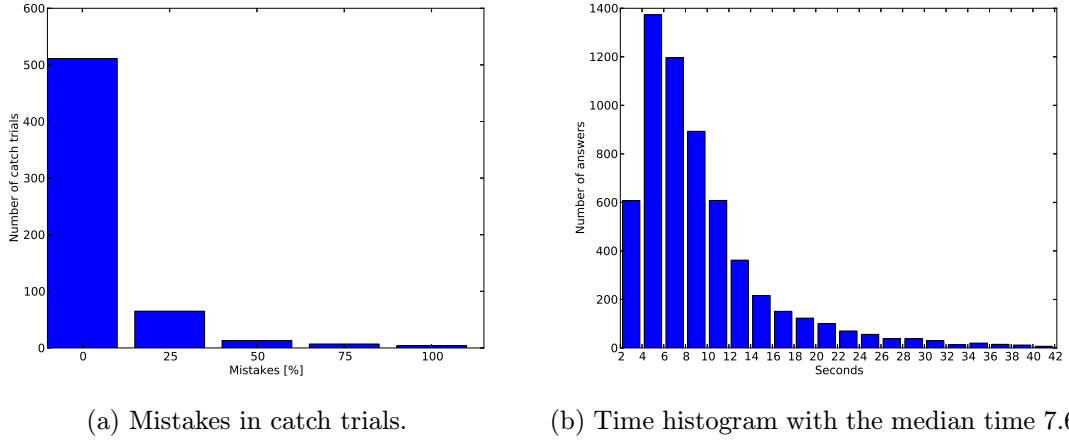 600
500
400
300
200
100
0
Number of catch trials
0 25 50 75 100
Mistakes [%]
(a) Mistakes in catch trials.
1400
1200
1000
800
600
400
200
0
Number of answers
2 4 6 8 10 12 14 16 18 20 22 24 26 28 30 32 34 36 38 40 42
Seconds
(b) Time histogram with the median time 7.6